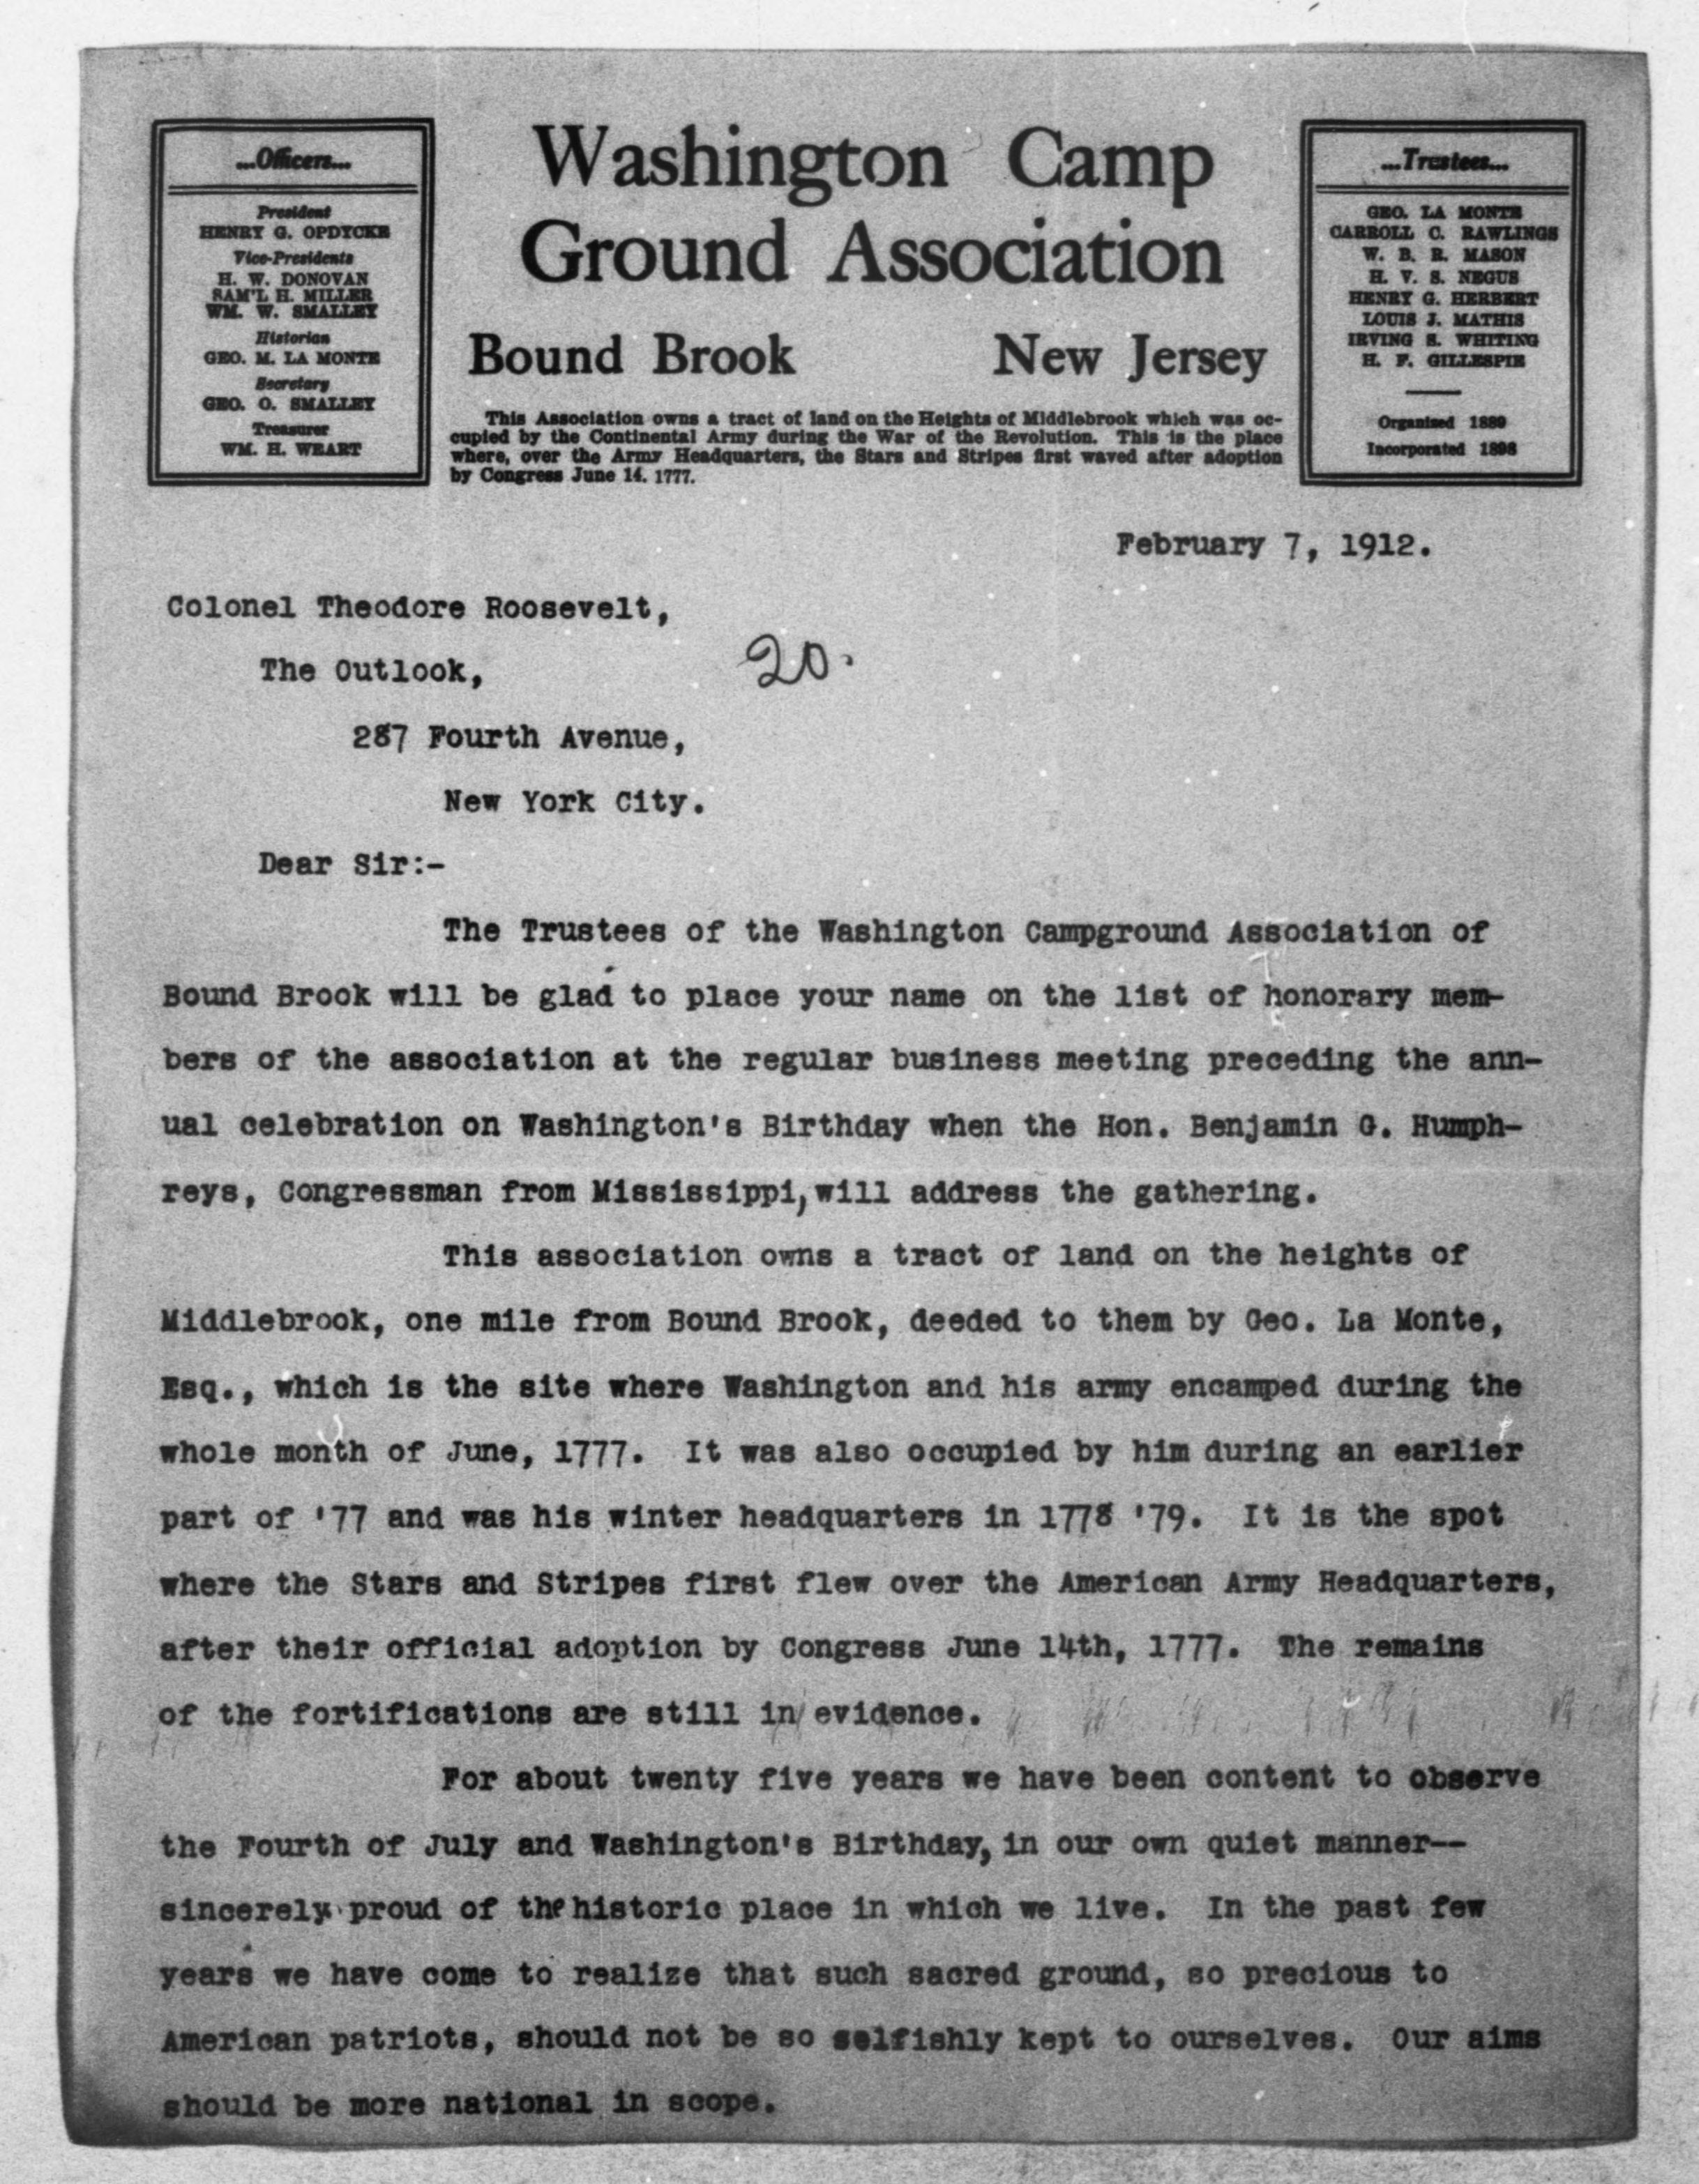 ...Officers...
President
HENRY G. OPDYCKE
Vice-Presidents
H. W. DONOVAN
SAM'L H. MILLER
WM. W. SMALLEY
Historian
GEO. M. LA MONTE
Secretary
GEO. O. SMALLEY
Treasurer
WM. H. WEART
Washington Camp
Ground Association
Bound Brook New Jersey
This Association owns a tract of land on the Heights of Middlebrook which was oc-
cupied by the Continental Army during the War of the Revolution. This is the place
where, over the Army Headquarters, the Stars and Stripes first waved after adoption
by Congress June 14, 1777.
...Trustees...
GEO. LA MONTE
CARROLL C. RAWLINGS
W. B. R. MASON
H. V. S. NEGUS
HENRY G. HERBERT
LOUIS J. MATHIS
IRVING S. WHITING
H. F. GILLESPIE
Organized 1889
Incorporated 1898
February 7, 1912.
Colonel Theodore Roosevelt,
The Outlook,
20.
287 Fourth Avenue,
New York City.
Dear Sir:-
The Trustees of the Washington Campground Association of
Bound Brook will be glad to place your name on the list of honorary mem-
bers of the association at the regular business meeting preceding the ann-
ual celebration on Washington's Birthday when the Hon. Benjamin G. Humph-
reys, Congressman from Mississippi, will address the gathering.
This association owns a tract of land on the heights of
Middlebrook, one mile from Bound Brook, deeded to them by Geo. La Monte,
Esq., which is the site where Washington and his army encamped during the
whole month of June, 1777. It was also occupied by him during an earlier
part of '77 and was his winter headquarters in 1778 '79. It is the spot
where the Stars and Stripes first flew over the American Army Headquarters,
after their official adoption by Congress June 14th, 1777. The remains
of the fortifications are still in evidence.
For about twenty five years we have been content to observe
the Fourth of July and Washington's Birthday, in our own quiet manner--
sincerely proud of the historic place in which we live. In the past few
years we have come to realize that such sacred ground, so precious to
American patriots, should not be so selfishly kept to ourselves. Our aims
should be more national in scope.